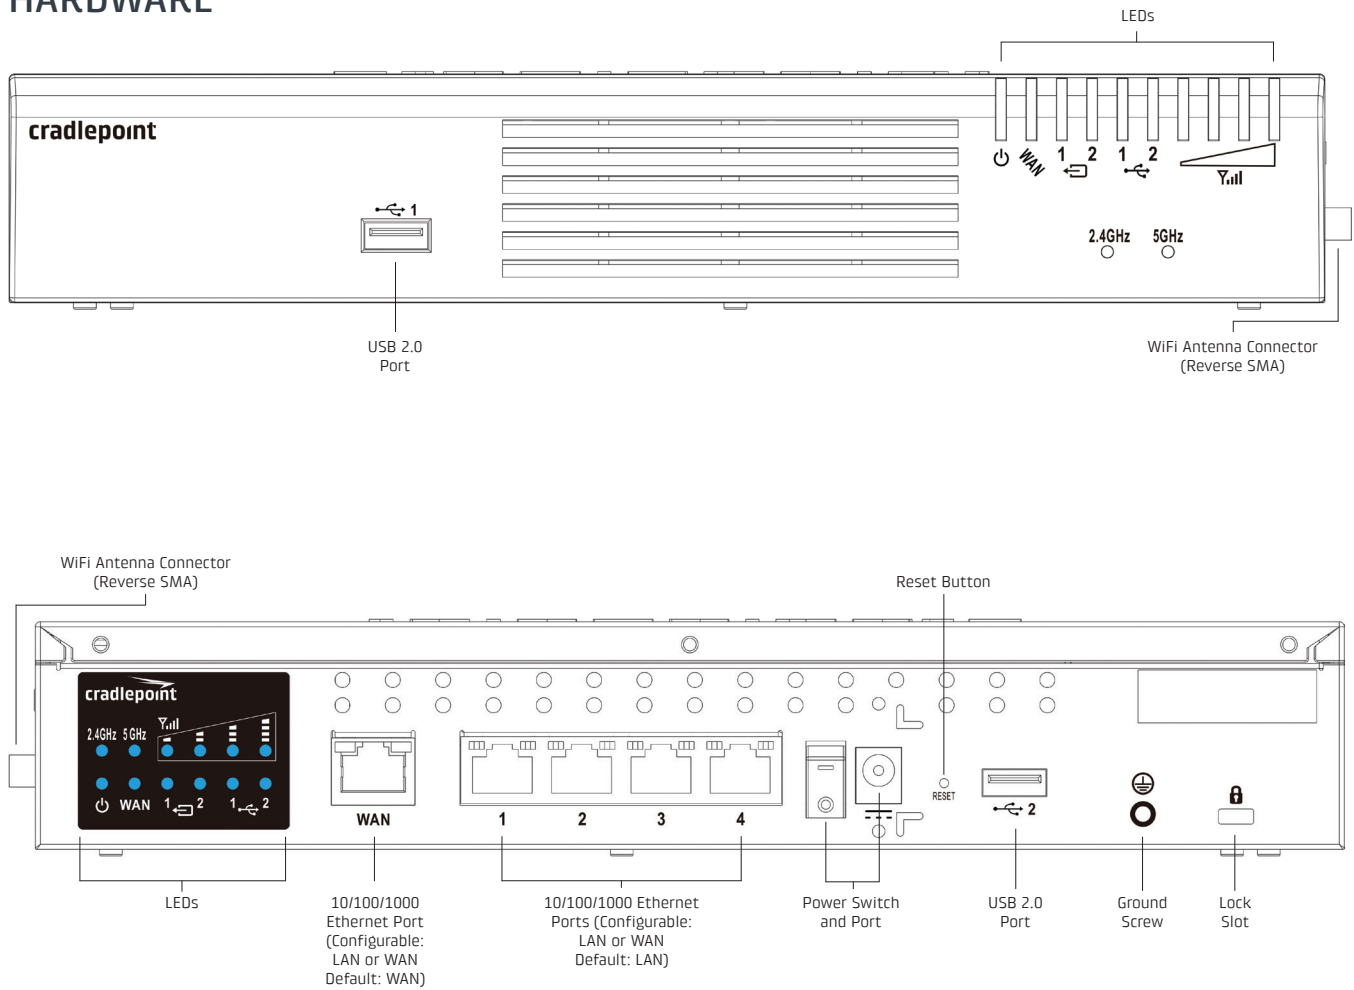 HARDWARE
LEDs
cradlepoint
WAN 1 2 1 2
1
2.4GHz 5GHz
USB 2.0
Port
WiFi Antenna Connector
(Reverse SMA)
WiFi Antenna Connector
(Reverse SMA)
Reset Button
cradlepoint
2.4GHz 5 GHz
WAN 1 2 1 2
WAN
1 2 3 4
RESET
2
LEDs
10/100/1000
Ethernet Port
(Configurable:
LAN or WAN
Default: WAN)
10/100/1000 Ethernet
Ports (Configurable:
LAN or WAN
Default: LAN)
Power Switch
and Port
USB 2.0
Port
Ground
Screw
Lock
Slot